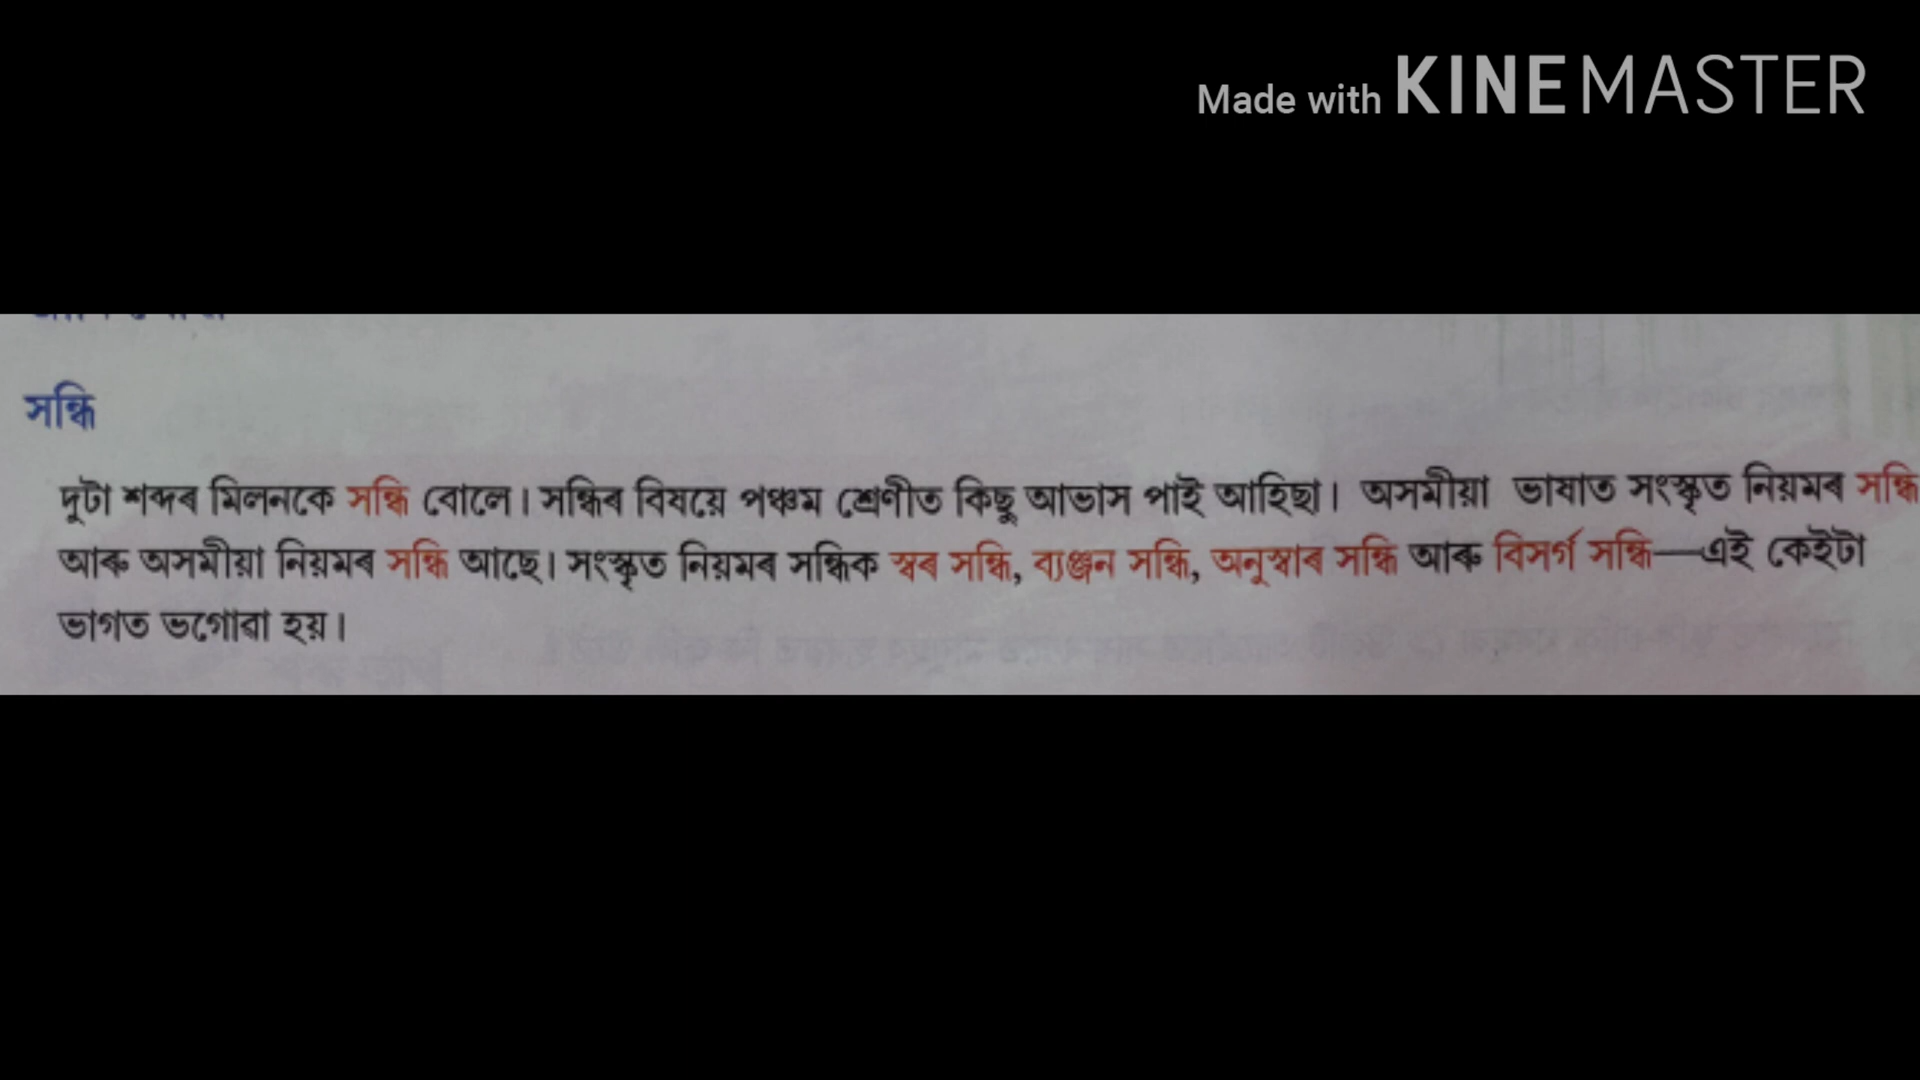 Made with KINEMASTER
সন্ধি
দুটা শব্দৰ মিলনকে সন্ধি বোলে। সন্ধিৰ বিষয়ে পঞ্চম শ্ৰেণীত কিছু আভাস পাই আহিছা। অসমীয়া ভাষাত সংস্কৃত নিয়মৰ সন্ধি
আৰু অসমীয়া নিয়মৰ সন্ধি আছে। সংস্কৃত নিয়মৰ সন্ধিক স্বৰ সন্ধি, ব্যঞ্জন সন্ধি, অনুস্বাৰ সন্ধি আৰু বিসৰ্গ সন্ধি—এই কেইটা
ভাগত ভগোৱা হয়।